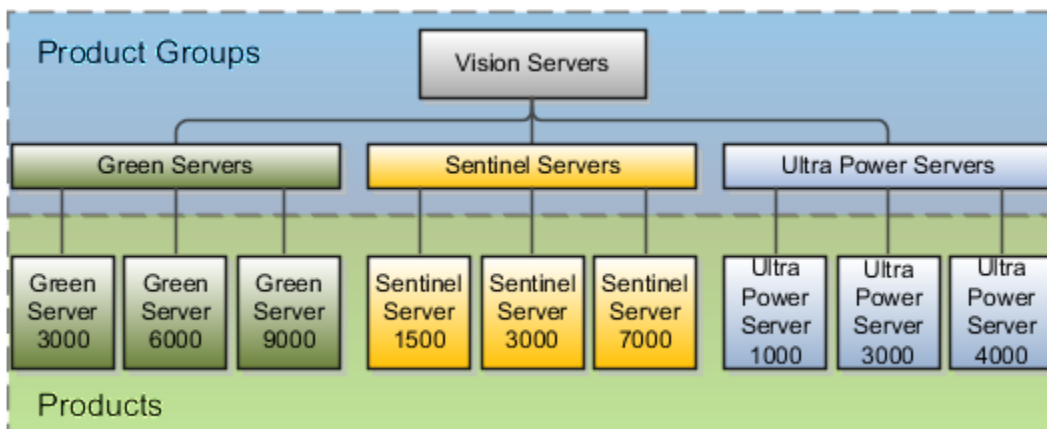 Product Groups
Vision Servers
Green Servers
Sentinel Servers
Ultra Power Servers
Green
Server
3000
Green
Server
6000
Green
Server
9000
Sentinel
Server
1500
Sentinel
Server
3000
Sentinel
Server
7000
Ultra
Power
Server
1000
Ultra
Power
Server
3000
Ultra
Power
Server
4000
Products